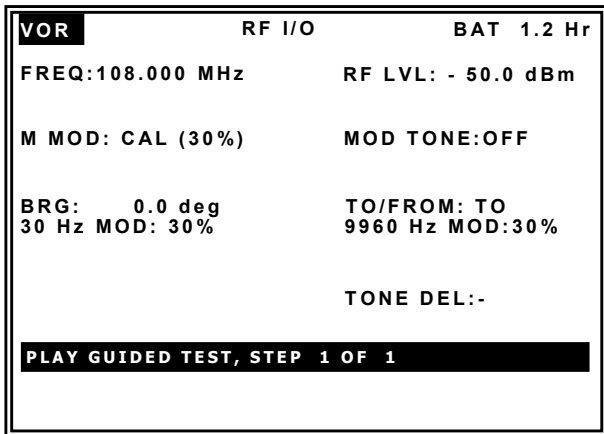 VOR RF I/O BAT 1.2 Hr
FREQ:108.000 MHz RF LVL: - 50.0 dBm
M MOD: CAL (30%) MOD TONE:OFF
BRG: 0.0 deg TO/FROM: TO
30 Hz MOD: 30% 9960 Hz MOD:30%
TONE DEL:-
PLAY GUIDED TEST, STEP 1 OF 1